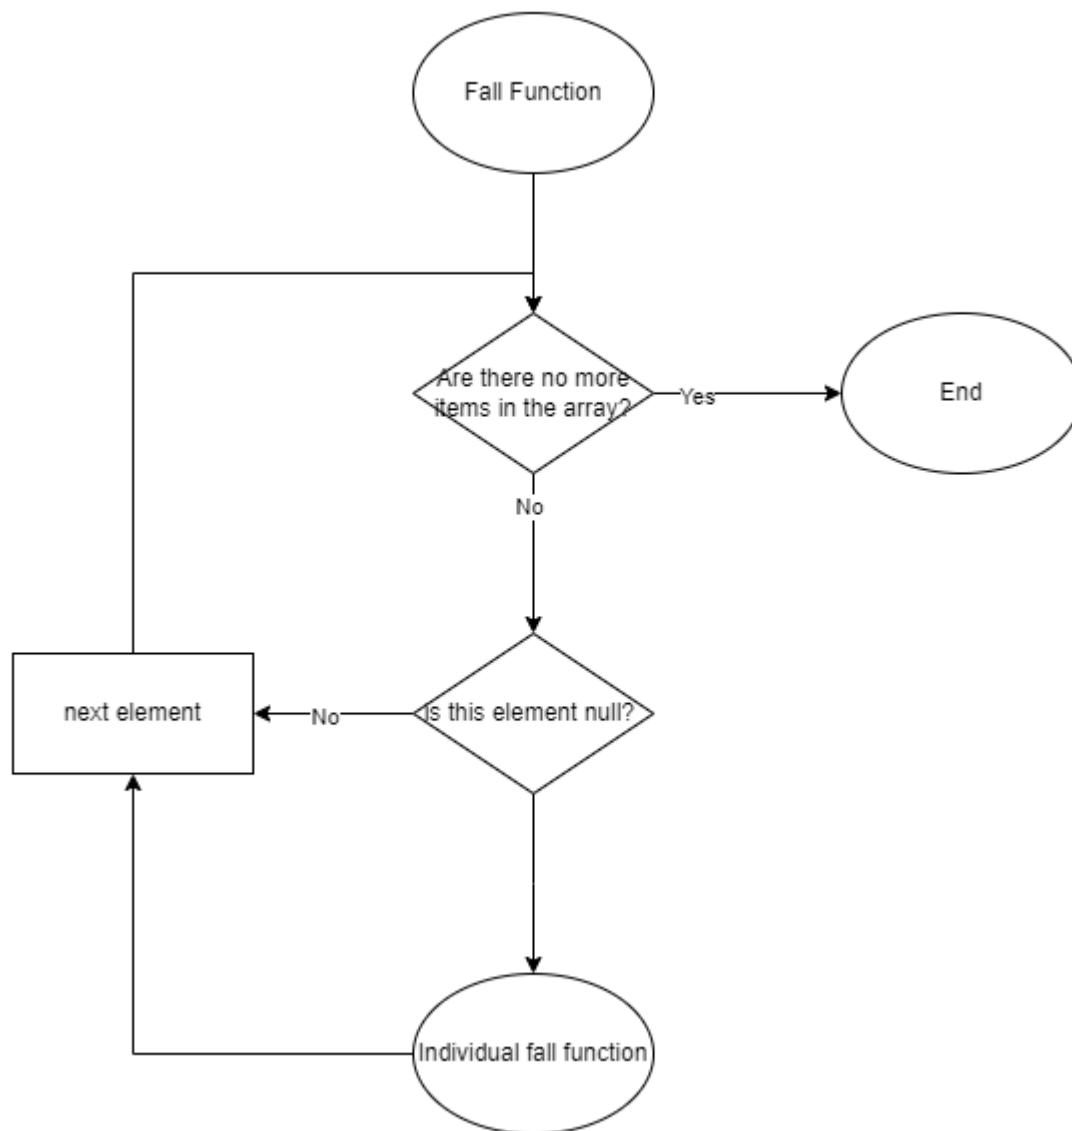 Fall Function
Are there no more
items in the array?
Yes
End
No
Is this element null?
No
next element
Individual fall function